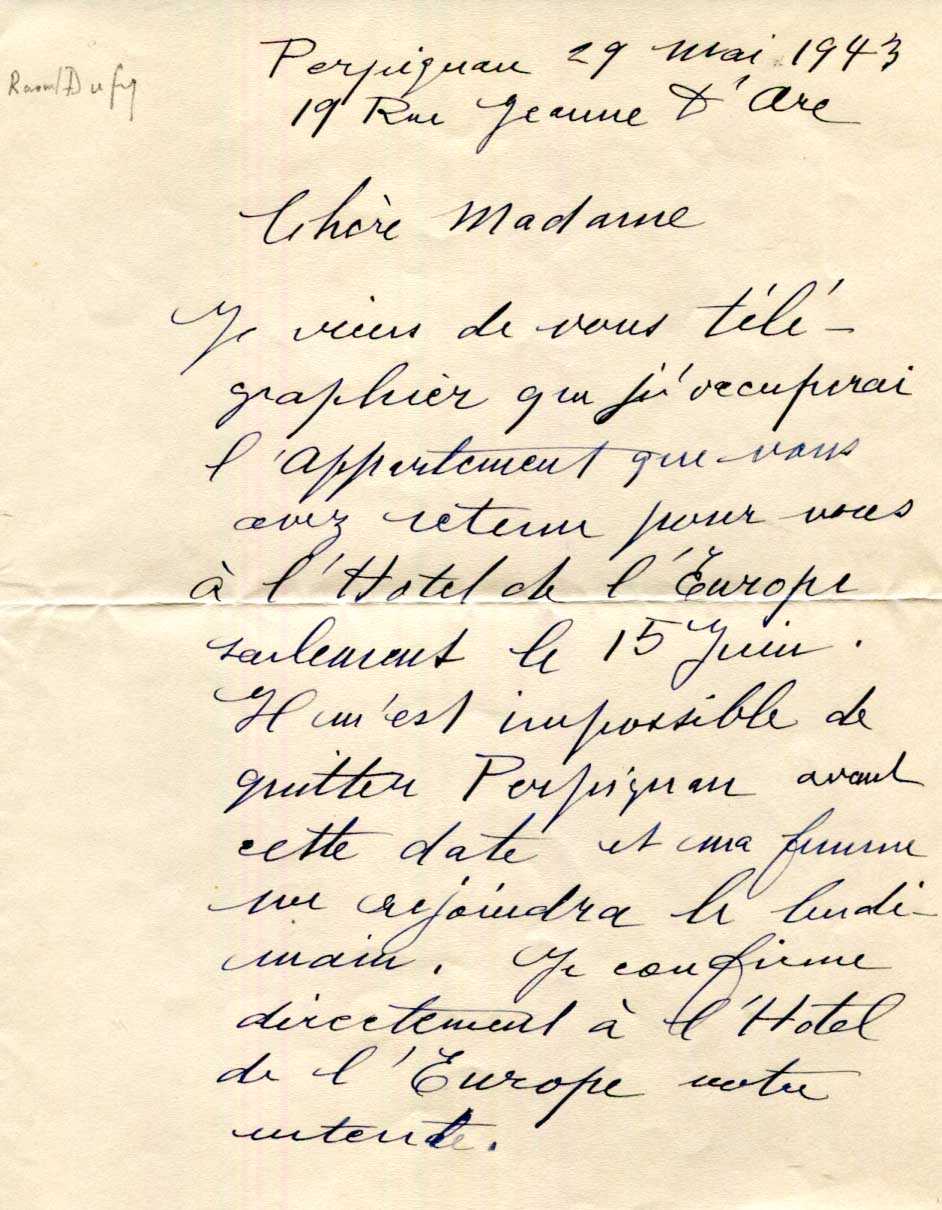 Raoul Dufy
Perpignan 29 Mai 1943
19 Rue Jeanne D'Arc
Chère Madame
Je viens de vous télé-
graphier que j'occuperai
l'Appartement que vous
avez retenu pour vous
à l'Hotel de l'Europe
seulement le 15 Juin.
Il m'est impossible de
quitter Perpignan avant
cette date et ma femme
me rejoindra le lende-
main. Je confirme
directement à l'Hotel
de l'Europe notre
entente.